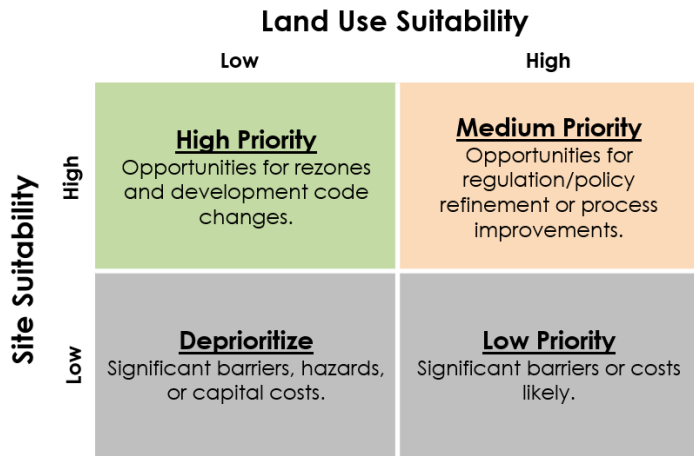 Land Use Suitability
Low
High
Site Suitability
High
High Priority
Opportunities for rezones
and development code
changes.
Medium Priority
Opportunities for
regulation/policy
refinement or process
improvements.
Low
Deprioritize
Significant barriers, hazards,
or capital costs.
Low Priority
Significant barriers or costs
likely.